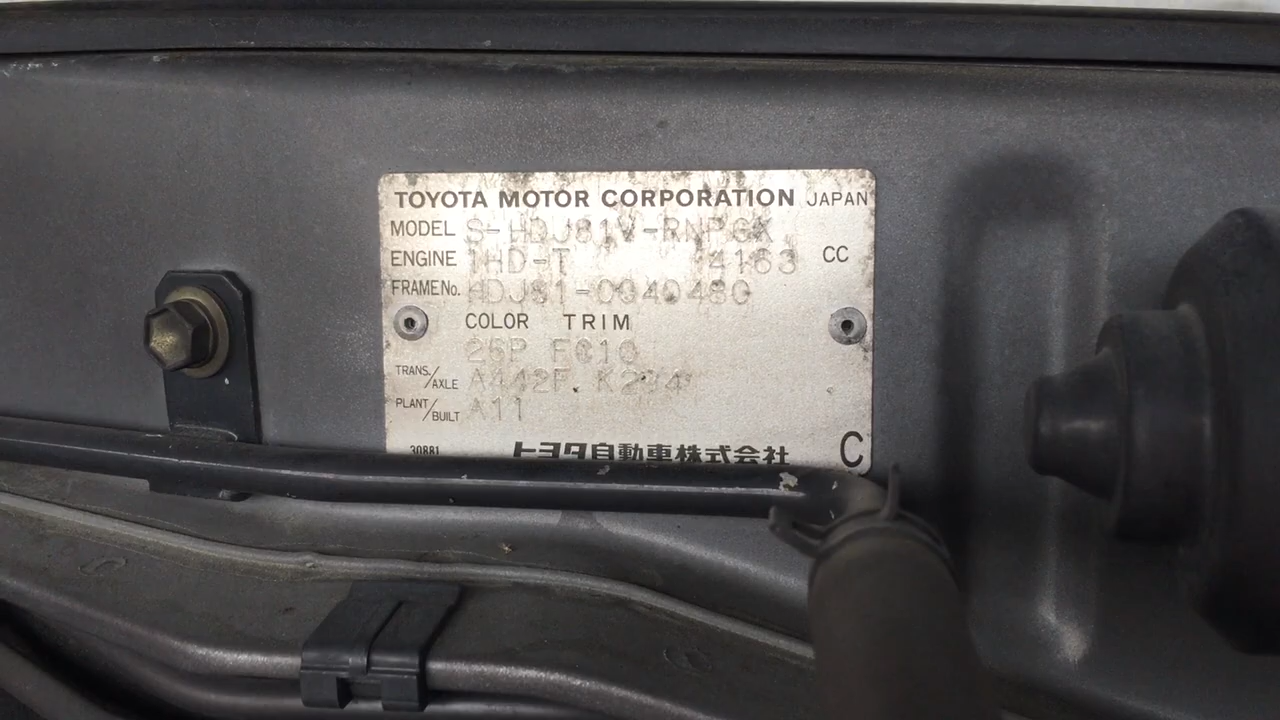 TOYOTA MOTOR CORPORATION JAPAN
MODEL S-HDJ81V-RNPGX
ENGINE 1HD-T 4163 CC
FRAME No. HDJ81-0040480
COLOR TRIM
26P FC10
TRANS./AXLE A442F K294
PLANT/BUILT A11
30881 トヨタ自動車株式会社 C